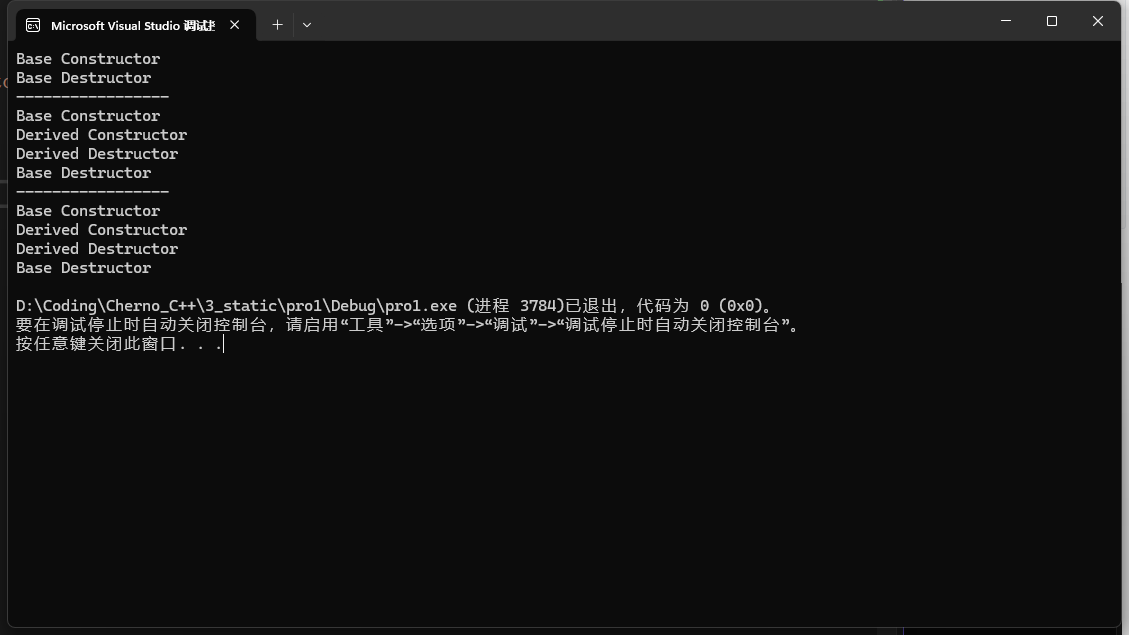 Microsoft Visual Studio 调试
Base Constructor
Base Destructor
-----------------
Base Constructor
Derived Constructor
Derived Destructor
Base Destructor
-----------------
Base Constructor
Derived Constructor
Derived Destructor
Base Destructor
D:\Coding\Cherno_C++\3_static\pro1\Debug\pro1.exe (进程 3784)已退出，代码为 0 (0x0)。
要在调试停止时自动关闭控制台，请启用“工具”->“选项”->“调试”->“调试停止时自动关闭控制台”。
按任意键关闭此窗口. . .